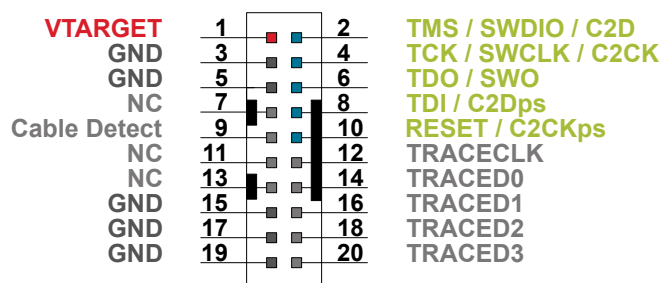 VTARGET 1 2 TMS / SWDIO / C2D
GND 3 4 TCK / SWCLK / C2CK
GND 5 6 TDO / SWO
NC 7 8 TDI / C2Dps
Cable Detect 9 10 RESET / C2CKps
NC 11 12 TRACECLK
NC 13 14 TRACED0
GND 15 16 TRACED1
GND 17 18 TRACED2
GND 19 20 TRACED3